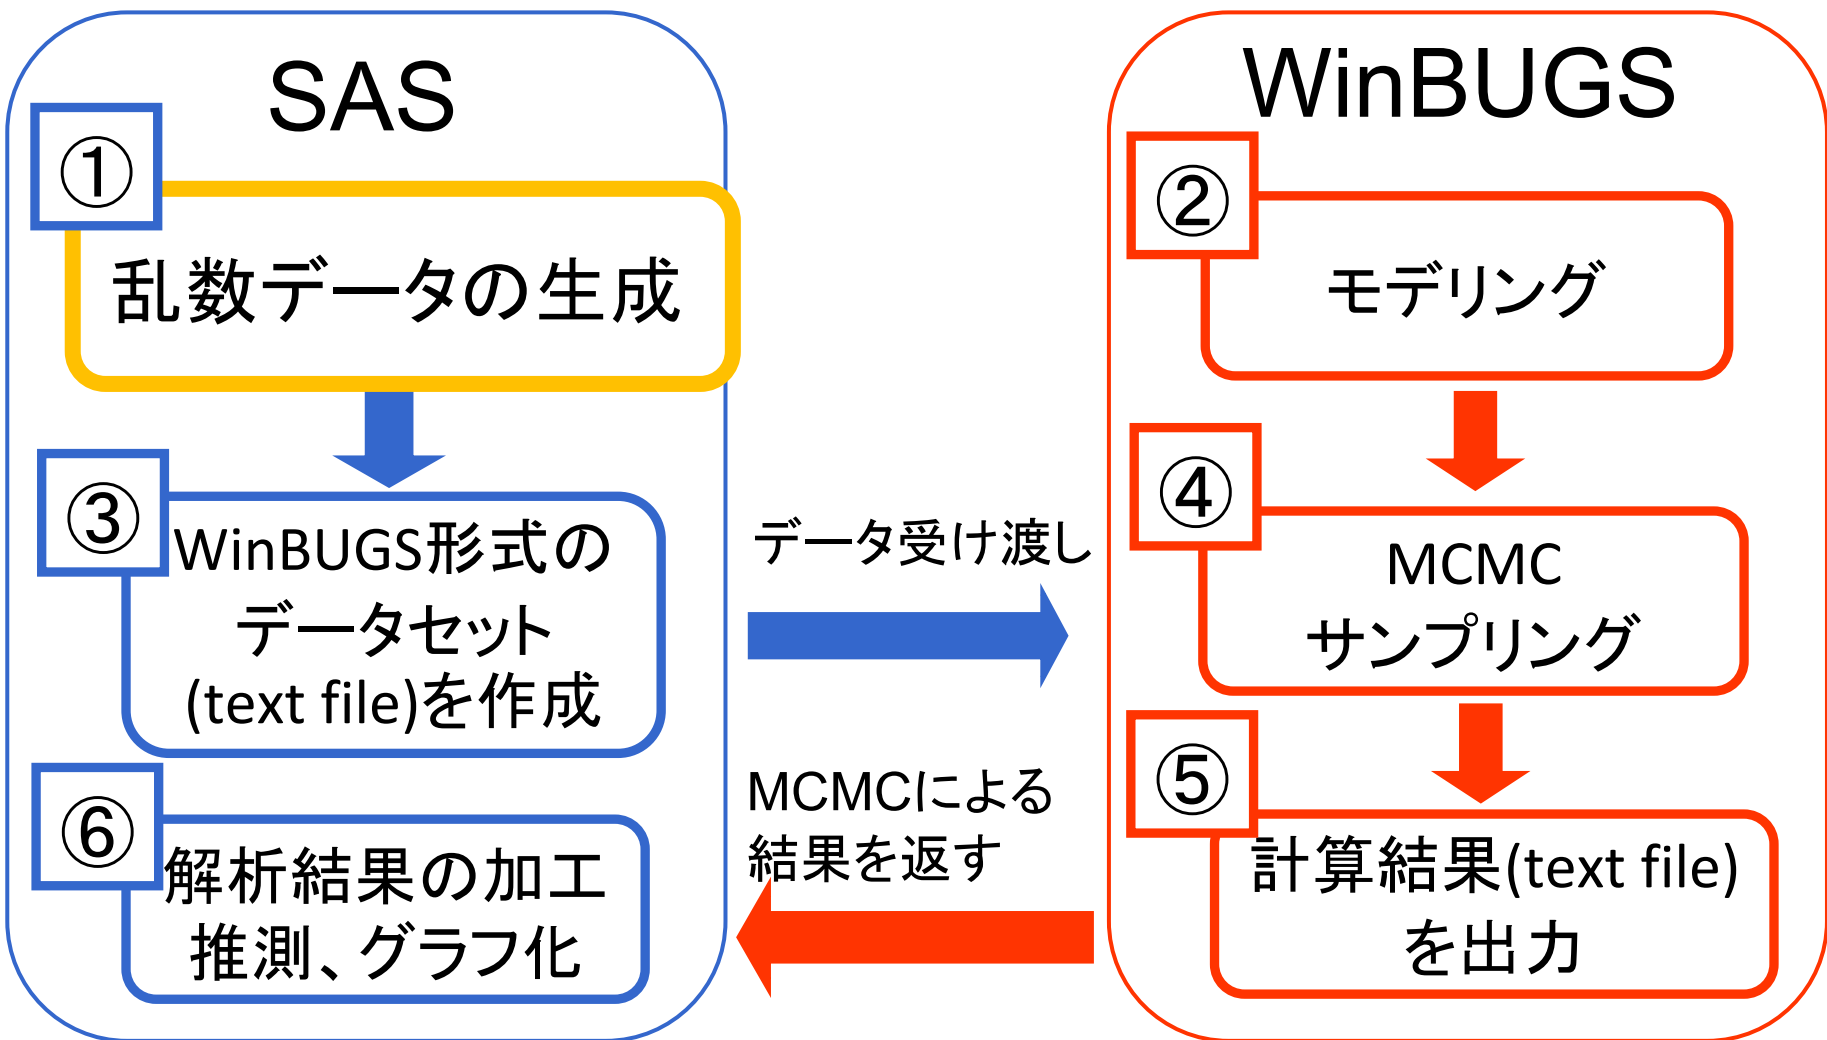 SAS
①
乱数データの生成
③
WinBUGS形式の
データセット
(text file)を作成
⑥
解析結果の加工
推測、グラフ化
データ受け渡し
MCMCによる
結果を返す
WinBUGS
②
モデリング
④
MCMC
サンプリング
⑤
計算結果(text file)
を出力